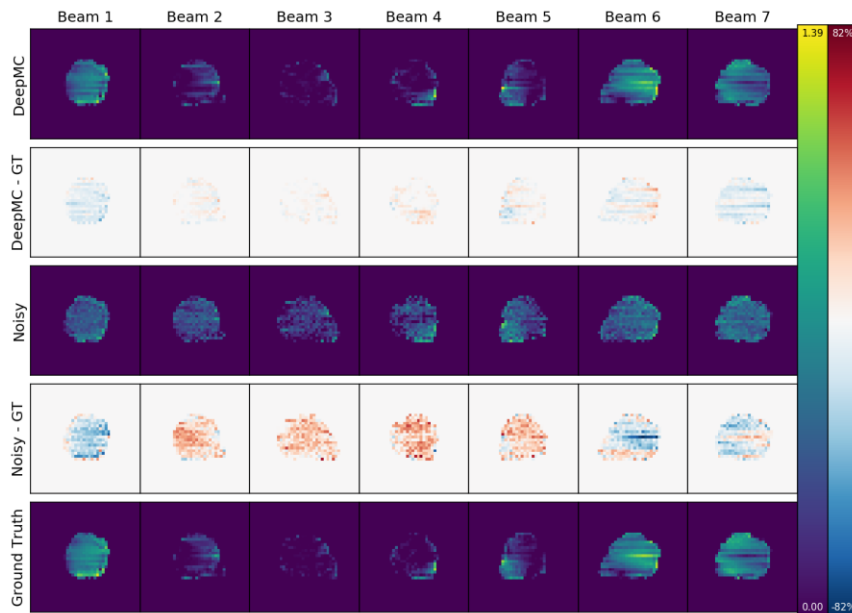 Beam 1 Beam 2 Beam 3 Beam 4 Beam 5 Beam 6 Beam 7
1.39 82%
DeepMC
DeepMC - GT
Noisy
Noisy - GT
Ground Truth
0.00 -82%